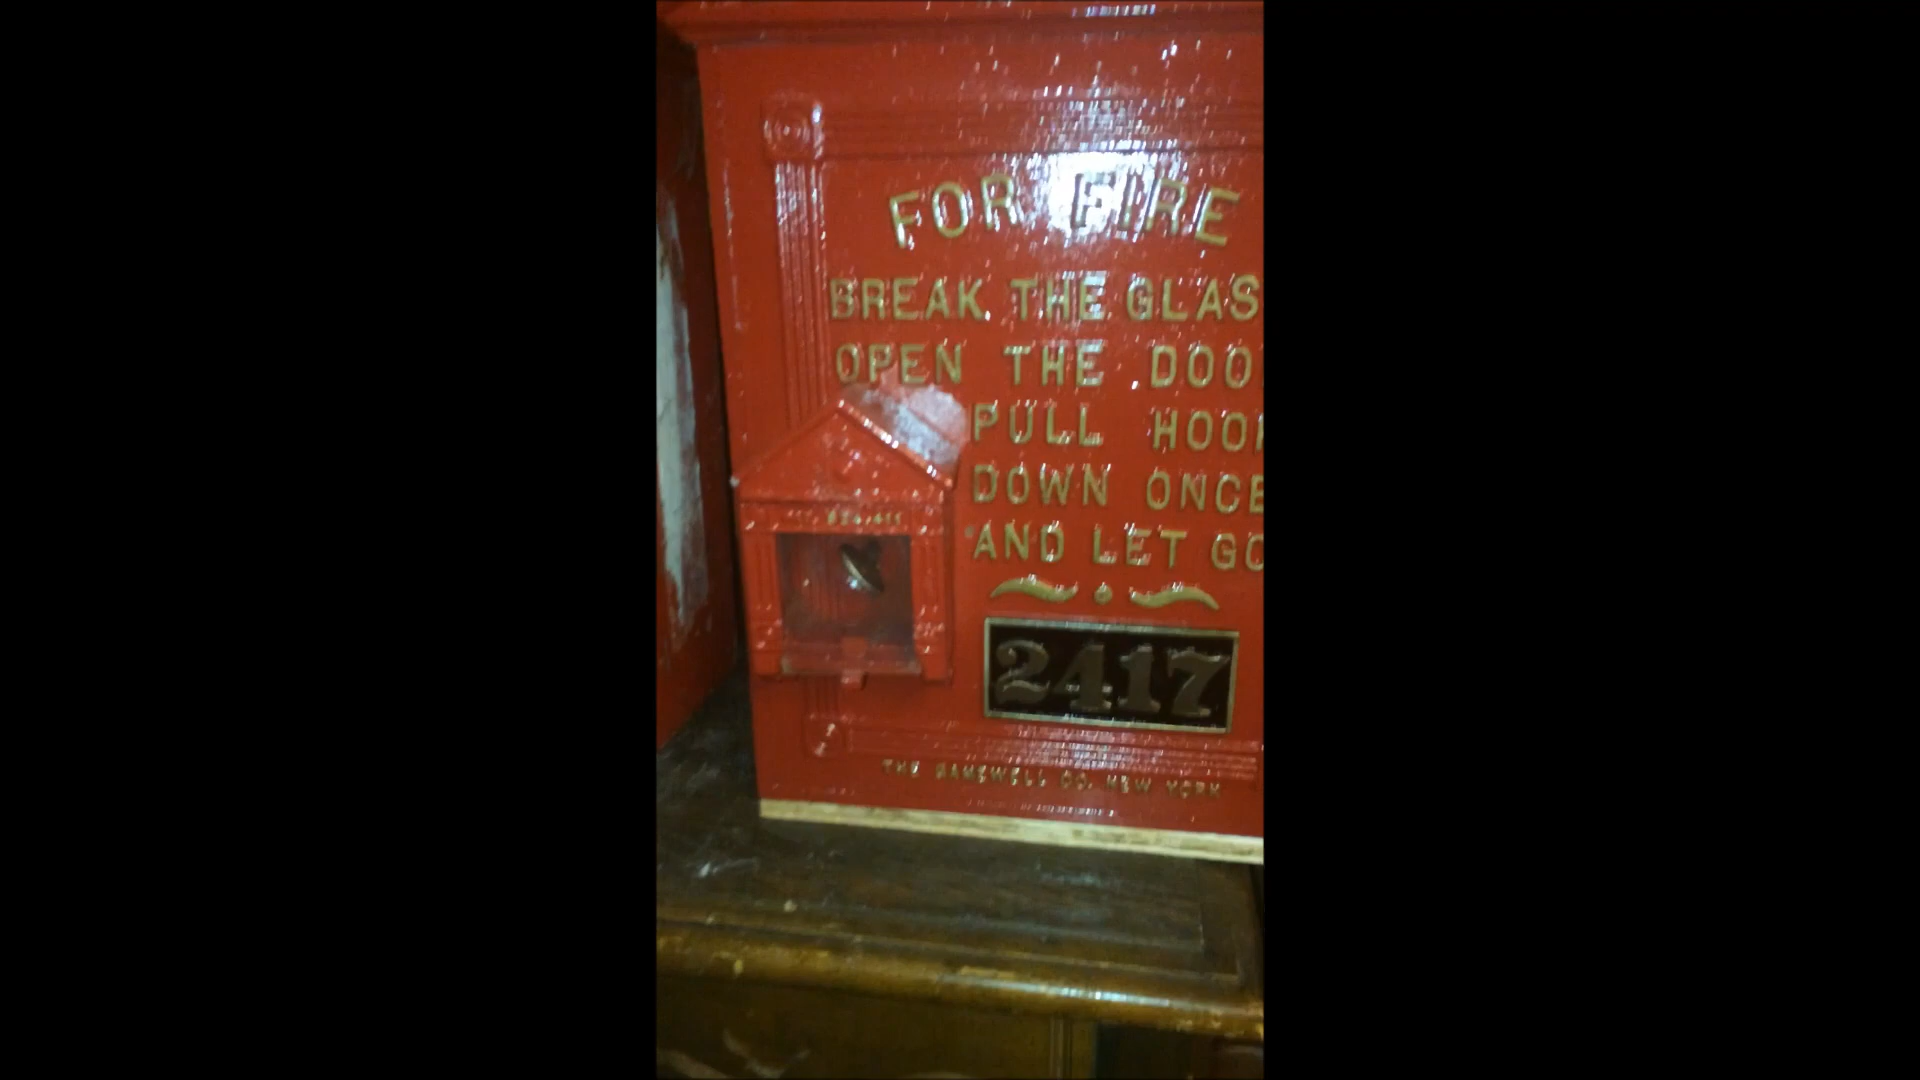 FOR FIRE
BREAK THE GLAS
OPEN THE DOO
PULL HOOK
DOWN ONCE
AND LET GO
2417
THE GAMEWELL CO. NEW YORK